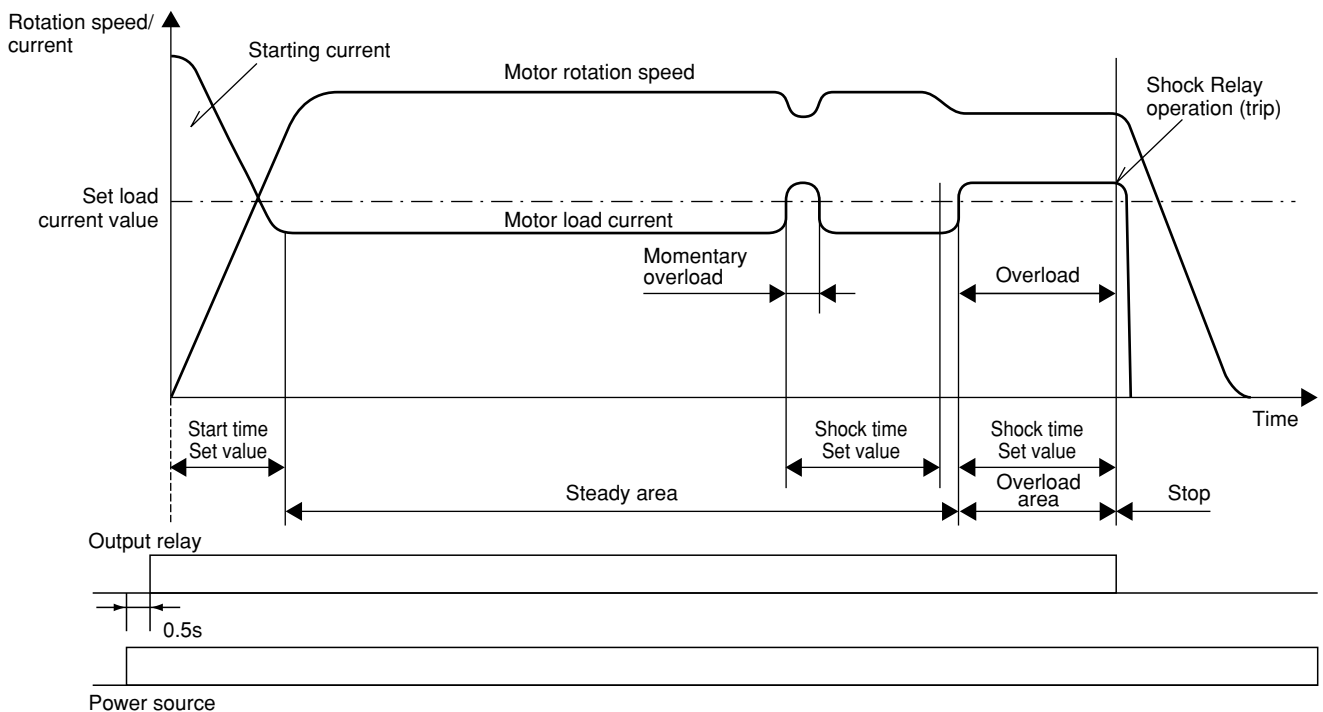 Rotation speed/
current
Starting current
Motor rotation speed
Shock Relay
operation (trip)
Set load
current value
Motor load current
Momentary
overload
Overload
Time
Start time
Set value
Shock time
Set value
Shock time
Set value
Steady area
Overload
area
Stop
Output relay
0.5s
Power source